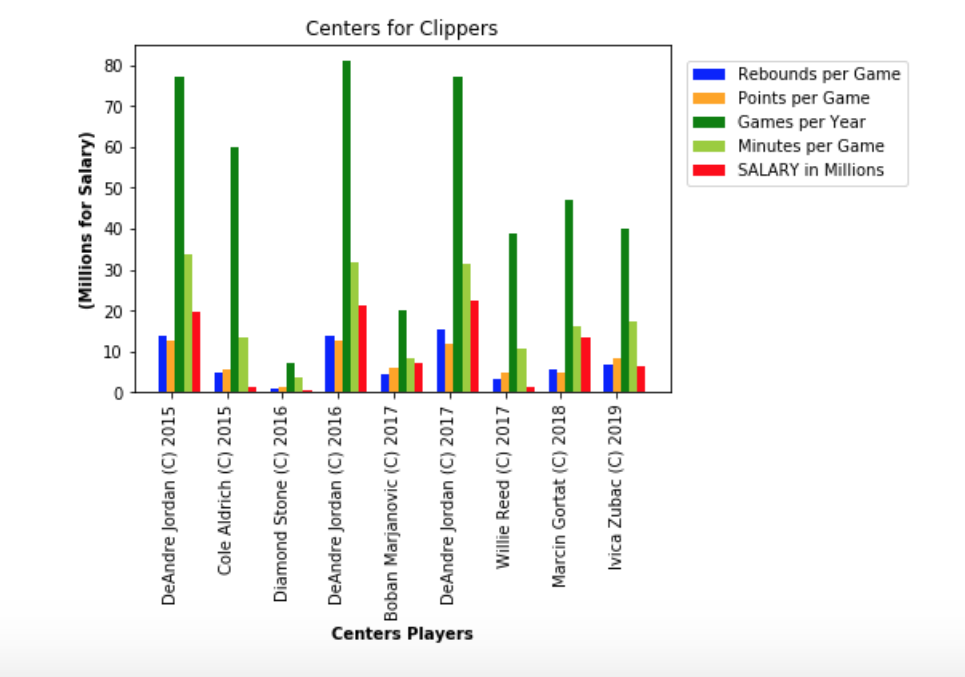 Centers for Clippers
80
70
60
50
40
30
20
10
0
(Millions for Salary)
Rebounds per Game
Points per Game
Games per Year
Minutes per Game
SALARY in Millions
DeAndre Jordan (C) 2015
Cole Aldrich (C) 2015
Diamond Stone (C) 2016
DeAndre Jordan (C) 2016
Boban Marjanovic (C) 2017
DeAndre Jordan (C) 2017
Willie Reed (C) 2017
Marcin Gortat (C) 2018
Ivica Zubac (C) 2019
Centers Players